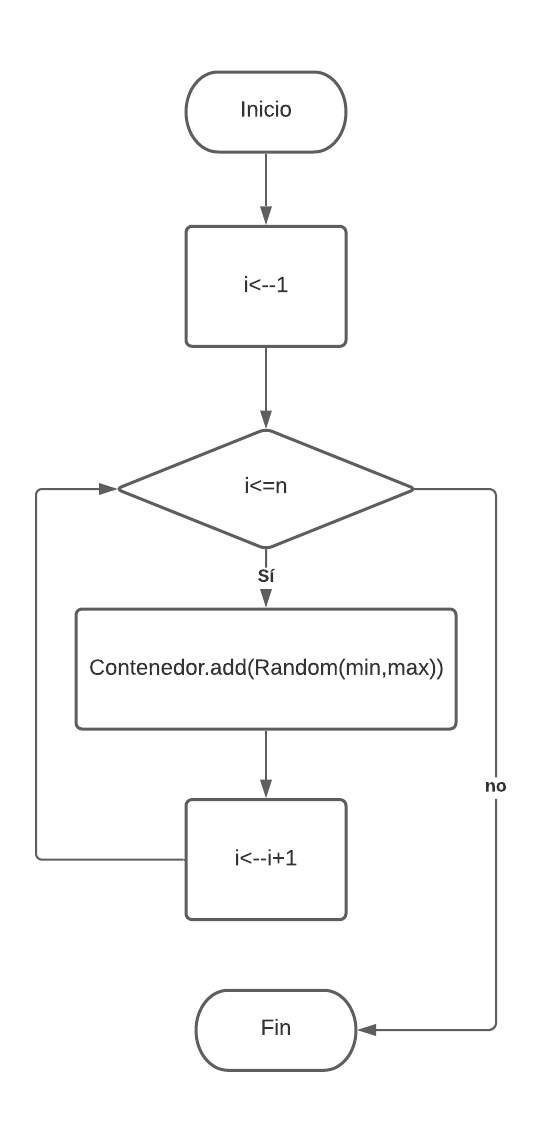 Inicio
i<--1
i<=n
Sí
Contenedor.add(Random(min,max))
no
i<--i+1
Fin